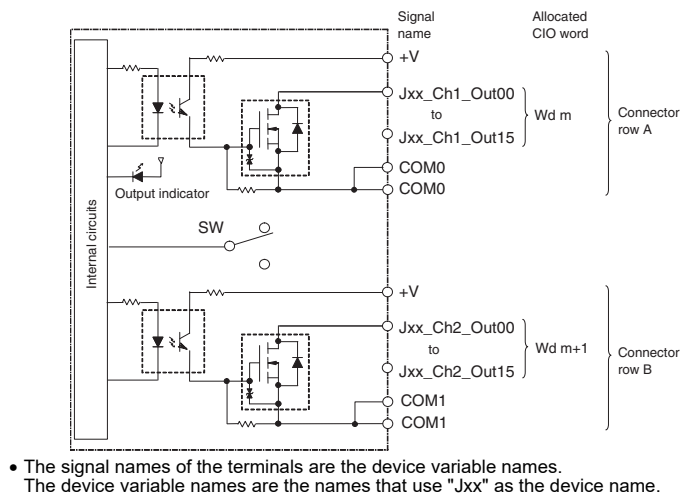 Signal name
Allocated CIO word
+V
Jxx_Ch1_Out00
to
Jxx_Ch1_Out15
Wd m
Connector row A
COM0
COM0
Output indicator
Internal circuits
SW
+V
Jxx_Ch2_Out00
to
Jxx_Ch2_Out15
Wd m+1
Connector row B
COM1
COM1
• The signal names of the terminals are the device variable names.
The device variable names are the names that use "Jxx" as the device name.